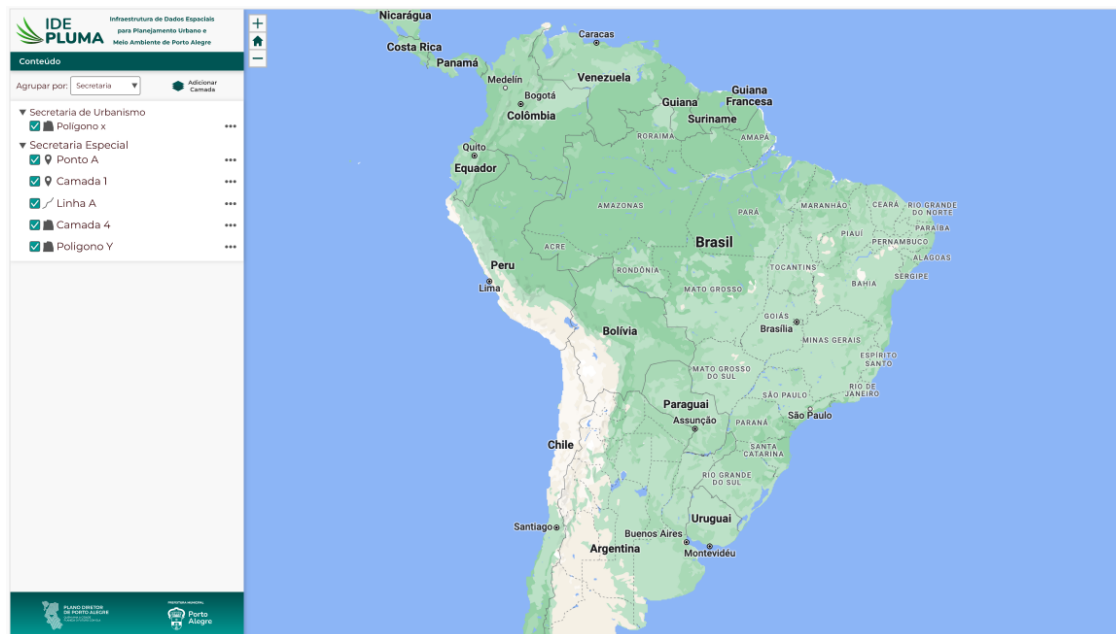 IDE
PLUMA
Infraestrutura de Dados Espaciais
para Planejamento Urbano e
Meio Ambiente de Porto Alegre
Conteúdo
Agrupar por:
Secretaria
Adicionar
Camada
Secretaria de Urbanismo
Polígono x
Secretaria Especial
Ponto A
Camada 1
Linha A
Camada 4
Poligono Y
PLANO DIRETOR
DE PORTO ALEGRE
PREFEITURA MUNICIPAL
Porto
Alegre
Nicarágua
Costa Rica
Panamá
Caracas
Venezuela
Medelín
Bogotá
Colômbia
Guiana
Guiana
Francesa
Suriname
RORAIMA
AMAPÁ
Quito
Equador
AMAZONAS
PARÁ
MARANHÃO
CEARÁ
RIO GRANDE
DO NORTE
PARAÍBA
PIAUÍ
PERNAMBUCO
ALAGOAS
SERGIPE
ACRE
Brasil
Peru
Lima
RONDÔNIA
TOCANTINS
BAHIA
MATO GROSSO
GOIÁS
Brasília
Bolívia
MINAS GERAIS
ESPÍRITO
SANTO
MATO GROSSO
DO SUL
RIO DE
JANEIRO
SÃO PAULO
São Paulo
Paraguai
Assunção
PARANÁ
Chile
SANTA
CATARINA
RIO GRANDE
DO SUL
Uruguai
Santiago
Buenos Aires
Montevidéu
Argentina